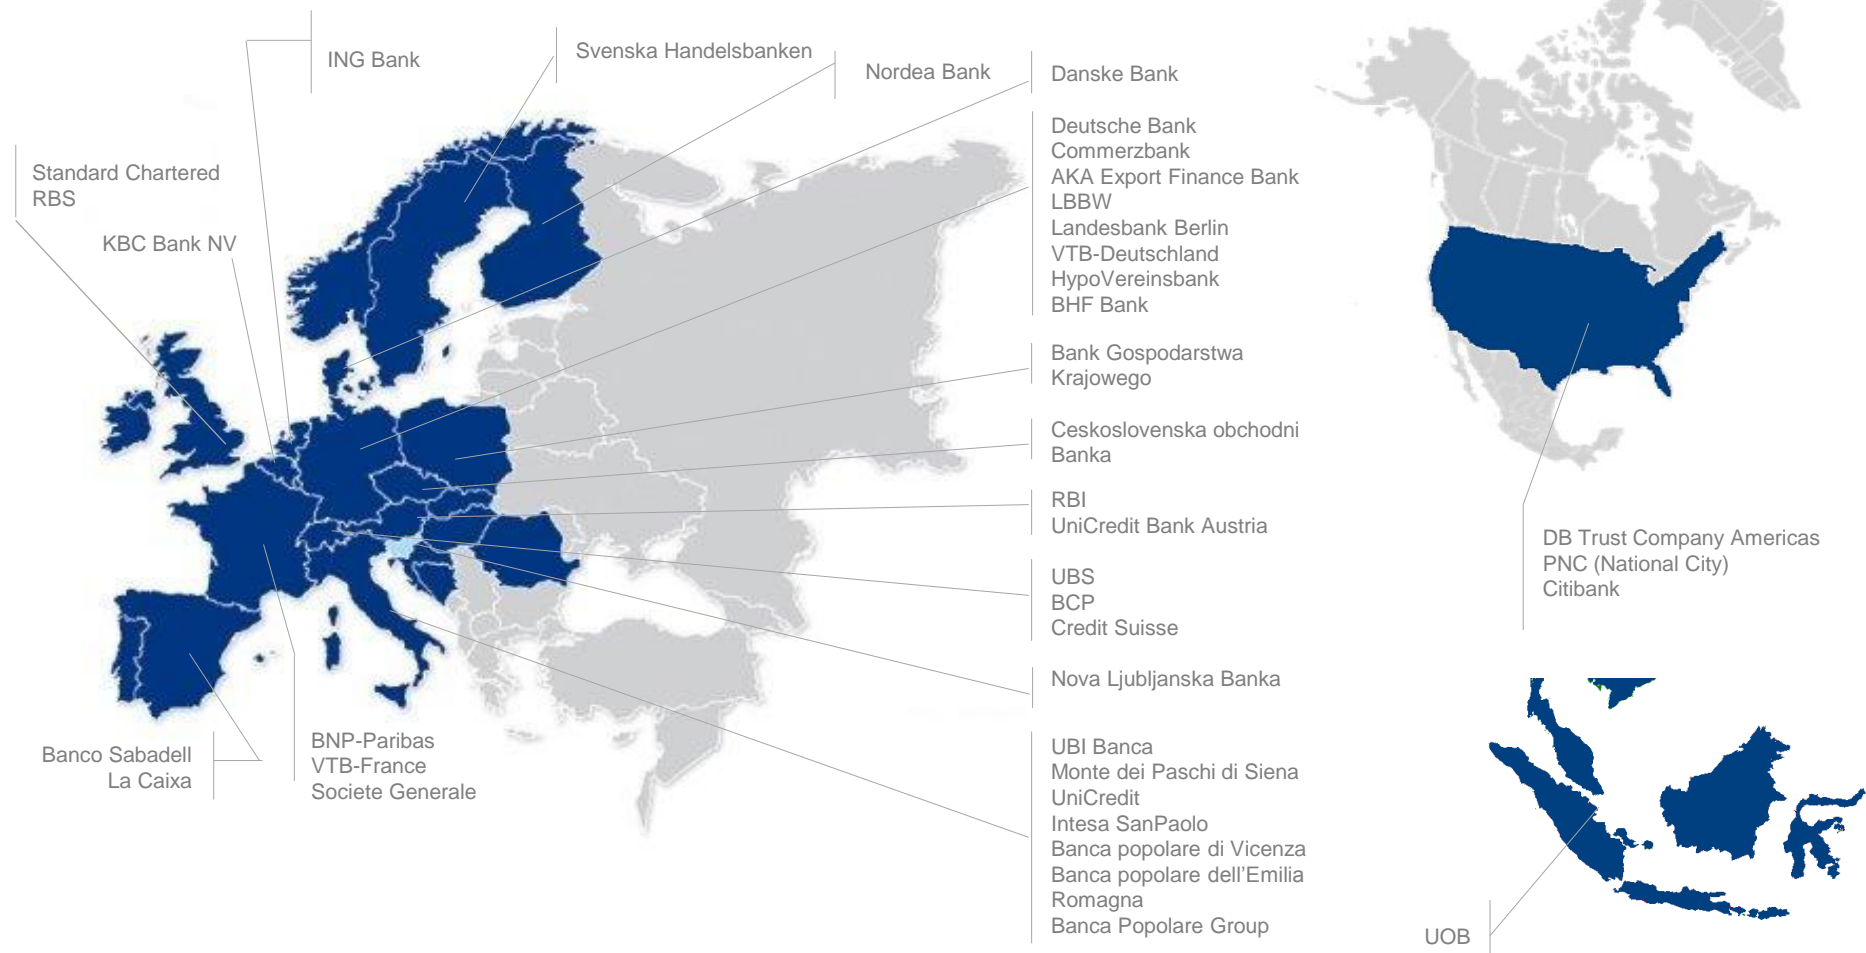 ING Bank
Svenska Handelsbanken
Nordea Bank
Danske Bank
Standard Chartered
RBS
KBC Bank NV
Deutsche Bank
Commerzbank
AKA Export Finance Bank
LBBW
Landesbank Berlin
VTB-Deutschland
HypoVereinsbank
BHF Bank
Bank Gospodarstwa
Krajowego
Ceskoslovenska obchodni
Banka
RBI
UniCredit Bank Austria
UBS
BCP
Credit Suisse
Nova Ljubljanska Banka
UBI Banca
Monte dei Paschi di Siena
UniCredit
Intesa SanPaolo
Banca popolare di Vicenza
Banca popolare dell’Emilia
Romagna
Banca Popolare Group
Banco Sabadell
La Caixa
BNP-Paribas
VTB-France
Societe Generale
DB Trust Company Americas
PNC (National City)
Citibank
UOB